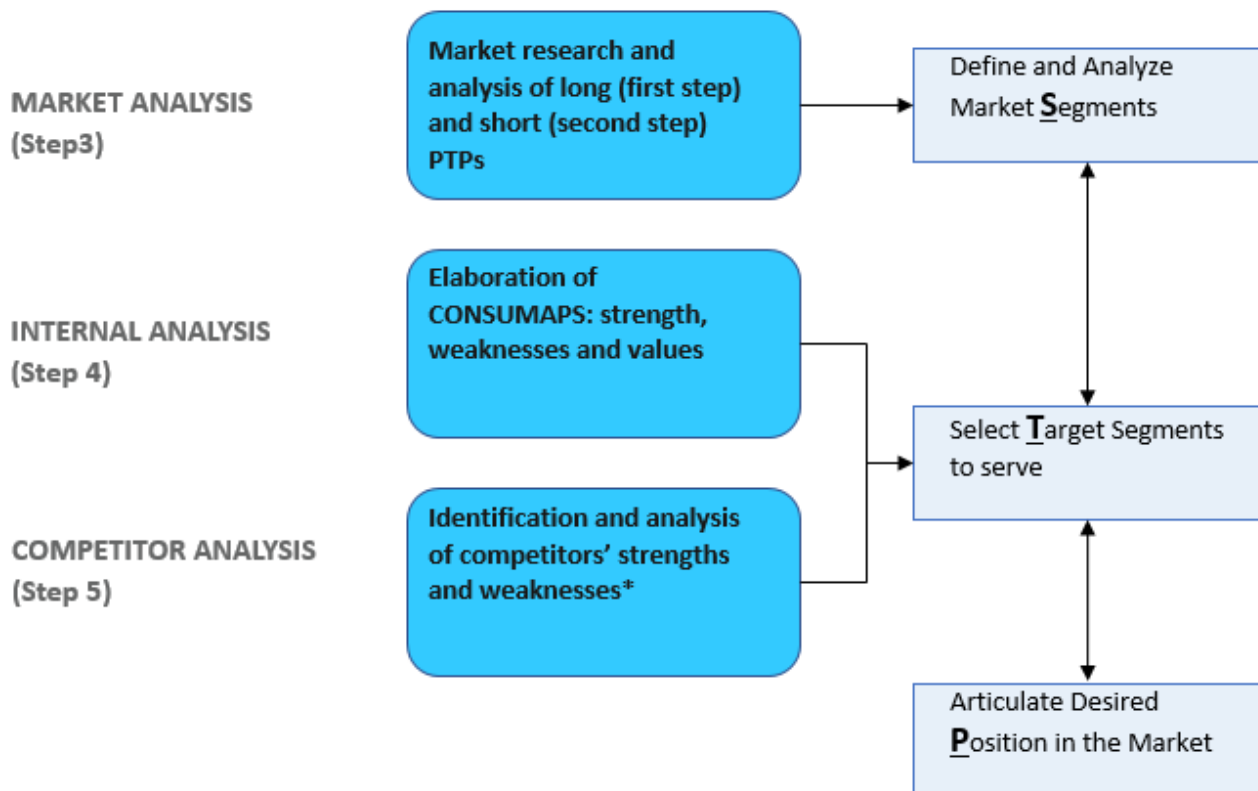 MARKET ANALYSIS
(Step3)
Market research and
analysis of long (first step)
and short (second step)
PTPs
Define and Analyze
Market Segments
INTERNAL ANALYSIS
(Step 4)
Elaboration of
CONSUMAPS: strength,
weaknesses and values
Select Target Segments
to serve
COMPETITOR ANALYSIS
(Step 5)
Identification and analysis
of competitors’ strengths
and weaknesses*
Articulate Desired
Position in the Market